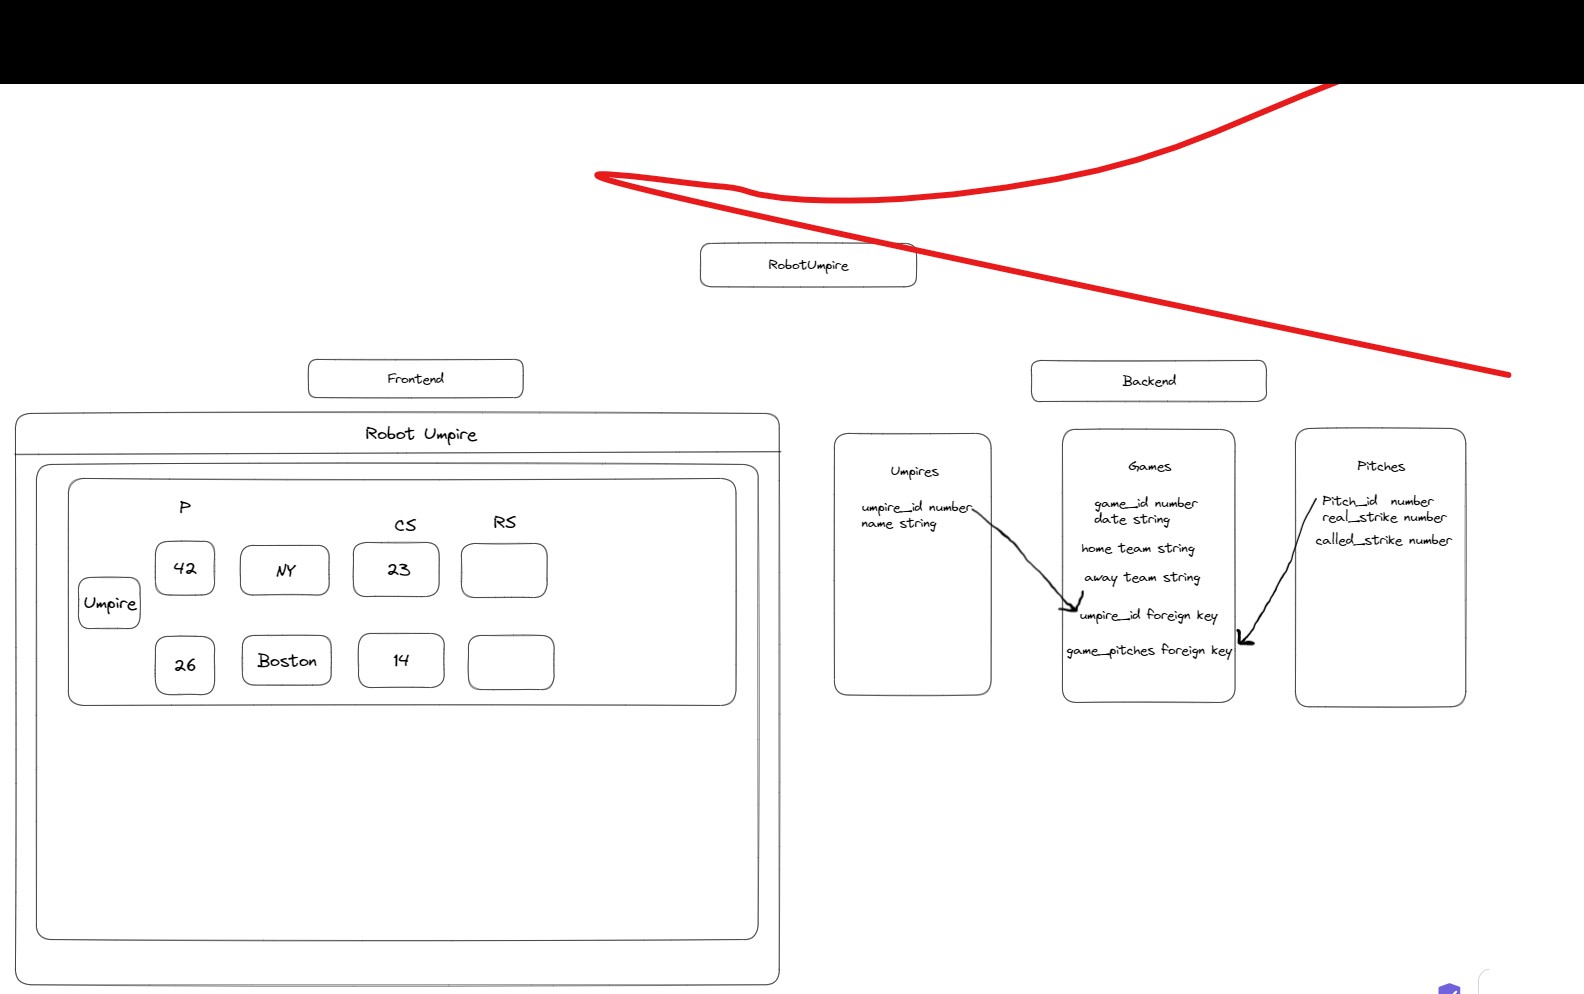 RobotUmpire
Frontend
Backend
Robot Umpire
P
CS
RS
42
NY
23
Umpire
26
Boston
14
Umpires
umpire_id number
name string
Games
game_id number
date string
home team string
away team string
umpire_id foreign key
game_pitches foreign key
Pitches
Pitch_id number
real_strike number
called_strike number